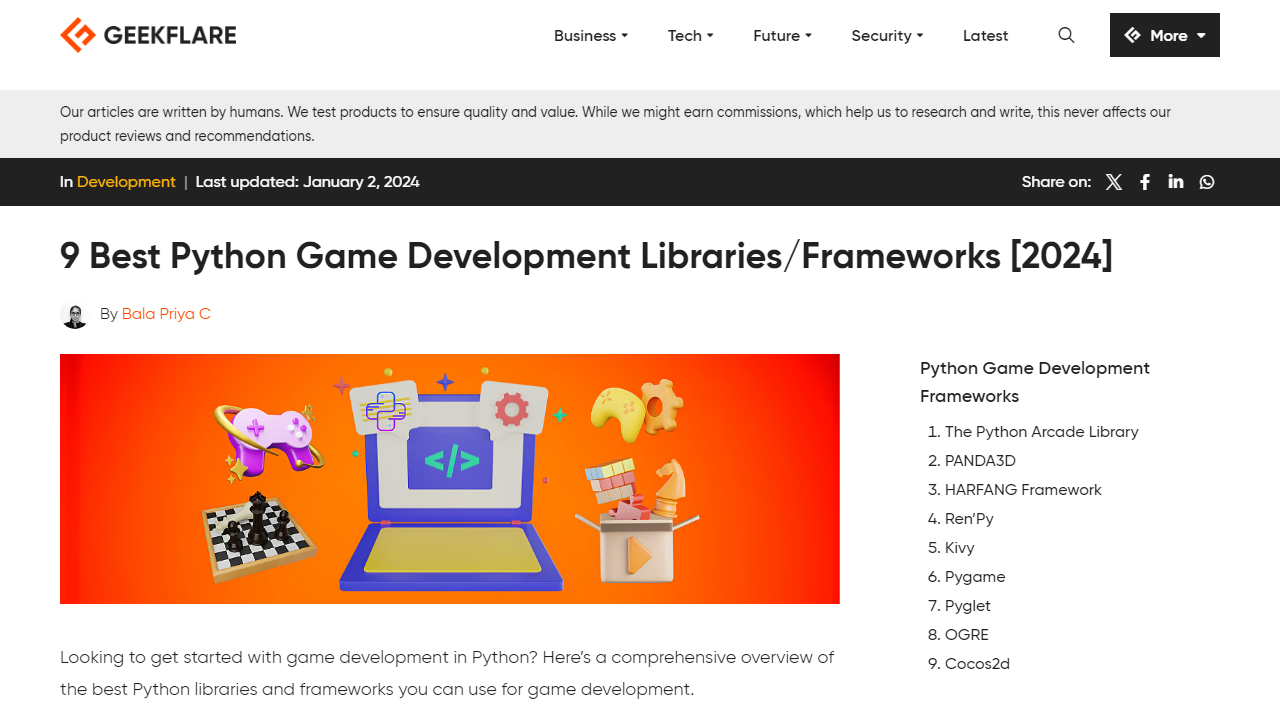 GEEKFLARE
Business
Tech
Future
Security
Latest
More
Our articles are written by humans. We test products to ensure quality and value. While we might earn commissions, which help us to research and write, this never affects our
product reviews and recommendations.
In Development | Last updated: January 2, 2024
Share on:
9 Best Python Game Development Libraries/Frameworks [2024]
By Bala Priya C
</>
Looking to get started with game development in Python? Here’s a comprehensive overview of
the best Python libraries and frameworks you can use for game development.
Python Game Development
Frameworks
1. The Python Arcade Library
2. PANDA3D
3. HARFANG Framework
4. Ren’Py
5. Kivy
6. Pygame
7. Pyglet
8. OGRE
9. Cocos2d